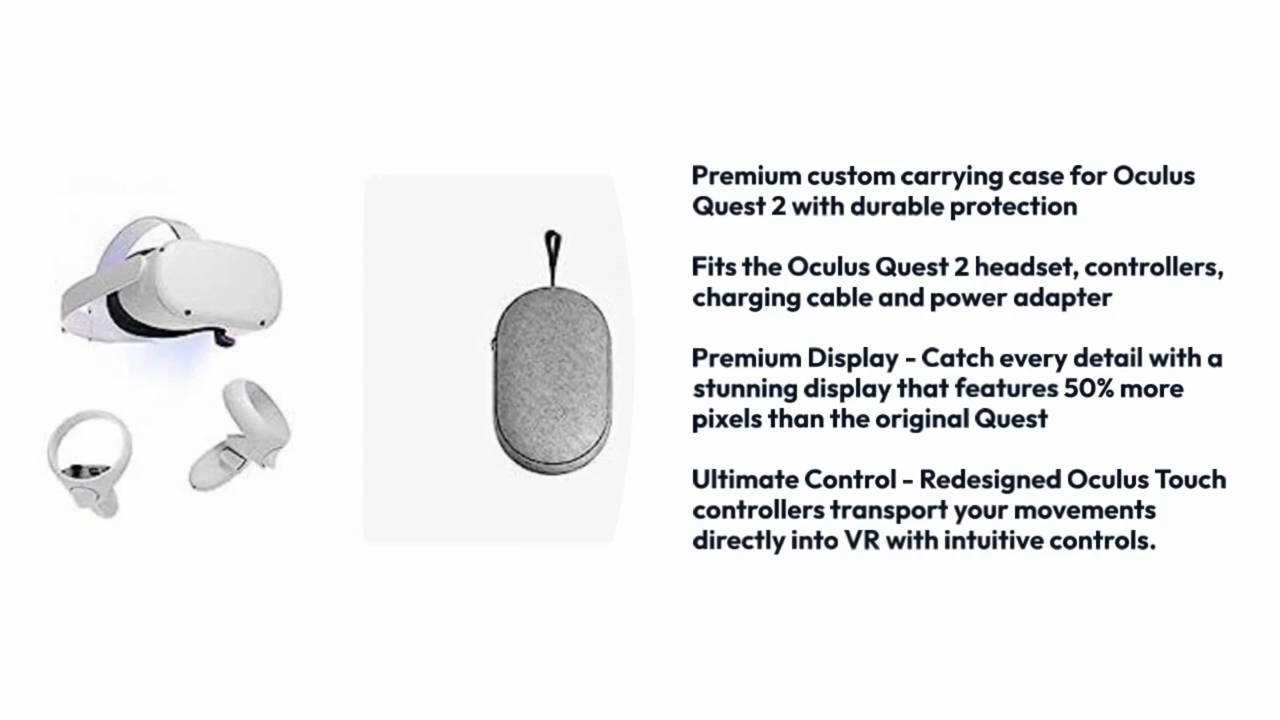 Premium custom carrying case for Oculus
Quest 2 with durable protection
Fits the Oculus Quest 2 headset, controllers,
charging cable and power adapter
Premium Display - Catch every detail with a
stunning display that features 50% more
pixels than the original Quest
Ultimate Control - Redesigned Oculus Touch
controllers transport your movements
directly into VR with intuitive controls.